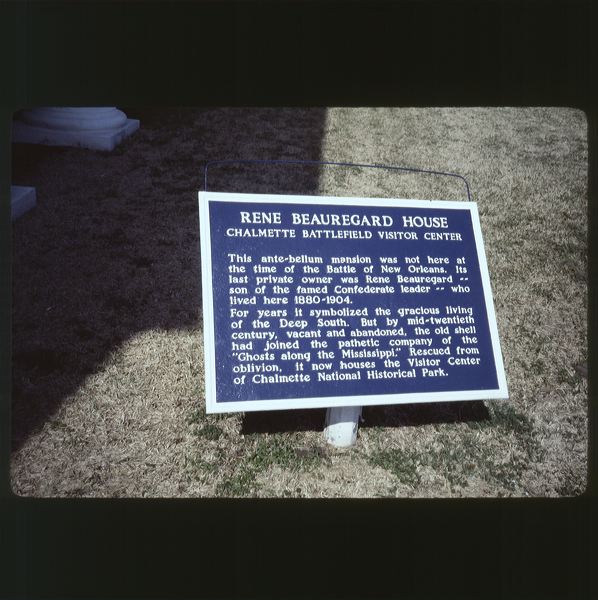 RENE BEAUREGARD HOUSE
CHALMETTE BATTLEFIELD VISITOR CENTER
This ante-bellum mansion was not here at
the time of the Battle of New Orleans. Its
last private owner was Rene Beauregard --
son of the famed Confederate leader -- who
lived here 1880-1904.
For years it symbolized the gracious living
of the Deep South. But by mid-twentieth
century, vacant and abandoned, the old shell
had joined the pathetic company of the
"Ghosts along the Mississippi." Rescued from
oblivion, it now houses the Visitor Center
of Chalmette National Historical Park.